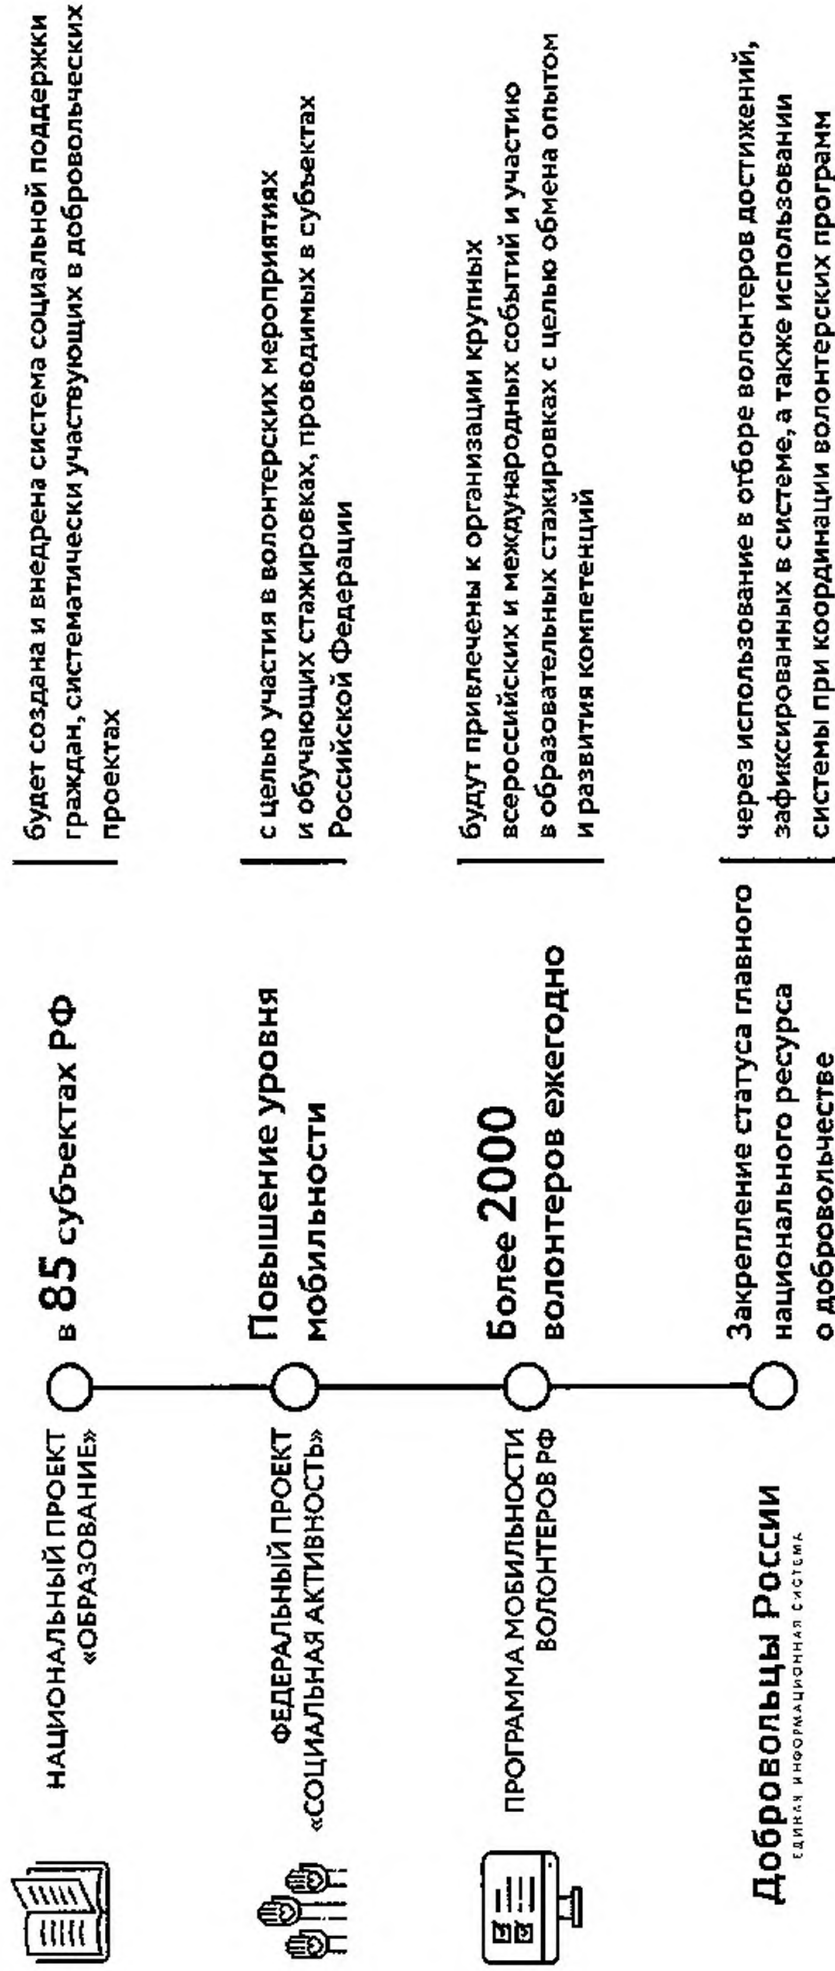 НАЦИОНАЛЬНЫЙ ПРОЕКТ
«ОБРАЗОВАНИЕ»
в 85 субъектах РФ
будет создана и внедрена система социальной поддержки
граждан, систематически участвующих в добровольческих
проектах
ФЕДЕРАЛЬНЫЙ ПРОЕКТ
«СОЦИАЛЬНАЯ АКТИВНОСТЬ»
Повышение уровня
мобильности
с целью участия в волонтерских мероприятиях
и обучающих стажировках, проводимых в субъектах
Российской Федерации
ПРОГРАММА МОБИЛЬНОСТИ
ВОЛОНТЕРОВ РФ
Более 2000
волонтеров ежегодно
будут привлечены к организации крупных
всероссийских и международных событий и участию
в образовательных стажировках с целью обмена опытом
и развития компетенций
Добровольцы России
ЕДИНАЯ ИНФОРМАЦИОННАЯ СИСТЕМА
Закрепление статуса главного
национального ресурса
о добровольчестве
через использование в отборе волонтеров достижений,
зафиксированных в системе, а также использовании
системы при координации волонтерских программ